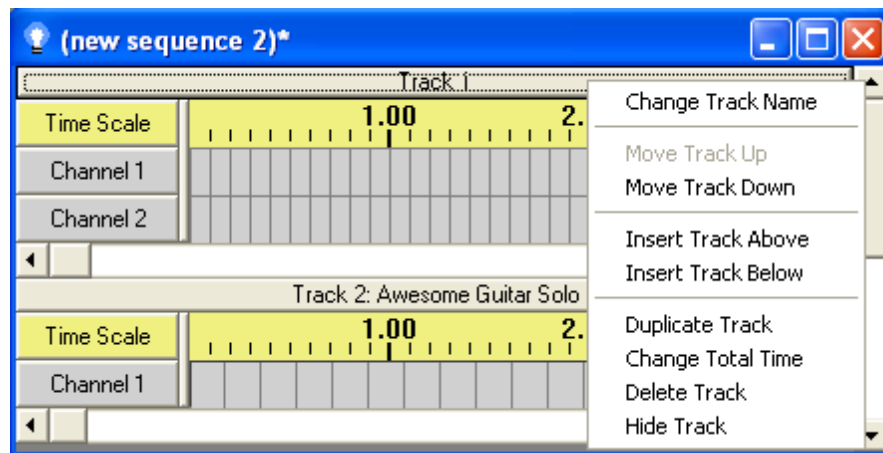 (new sequence 2)*
Track 1
Time Scale
1.00
2.
Channel 1
Channel 2
Track 2: Awesome Guitar Solo
Time Scale
1.00
2.
Channel 1
Change Track Name
Move Track Up
Move Track Down
Insert Track Above
Insert Track Below
Duplicate Track
Change Total Time
Delete Track
Hide Track